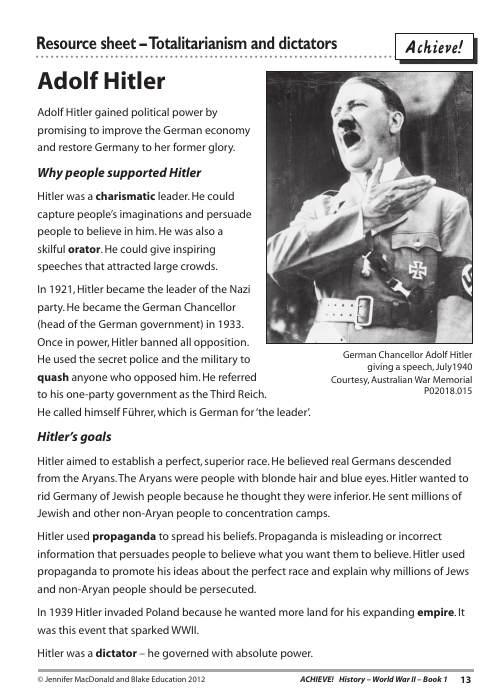 Resource sheet – Totalitarianism and dictators
Achieve!
Adolf Hitler
Adolf Hitler gained political power by
promising to improve the German economy
and restore Germany to her former glory.
Why people supported Hitler
Hitler was a charismatic leader. He could
capture people's imaginations and persuade
people to believe in him. He was also a
skilful orator. He could give inspiring
speeches that attracted large crowds.
In 1921, Hitler became the leader of the Nazi
party. He became the German Chancellor
(head of the German government) in 1933.
Once in power, Hitler banned all opposition.
He used the secret police and the military to
quash anyone who opposed him. He referred
to his one-party government as the Third Reich.
He called himself Führer, which is German for 'the leader'.
German Chancellor Adolf Hitler
giving a speech, July1940
Courtesy, Australian War Memorial
P02018.015
Hitler's goals
Hitler aimed to establish a perfect, superior race. He believed real Germans descended
from the Aryans. The Aryans were people with blonde hair and blue eyes. Hitler wanted to
rid Germany of Jewish people because he thought they were inferior. He sent millions of
Jewish and other non-Aryan people to concentration camps.
Hitler used propaganda to spread his beliefs. Propaganda is misleading or incorrect
information that persuades people to believe what you want them to believe. Hitler used
propaganda to promote his ideas about the perfect race and explain why millions of Jews
and non-Aryan people should be persecuted.
In 1939 Hitler invaded Poland because he wanted more land for his expanding empire. It
was this event that sparked WWII.
Hitler was a dictator – he governed with absolute power.
© Jennifer MacDonald and Blake Education 2012
ACHIEVE! History – World War II – Book 1 13